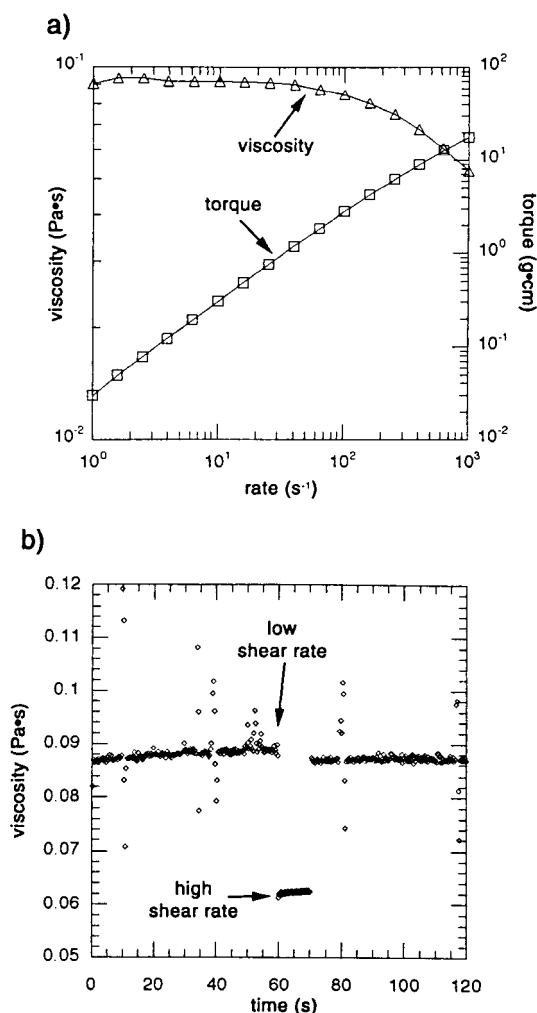 a)
10⁻¹
10⁻²
viscosity (Pa•s)
viscosity
torque
10²
10¹
10⁰
10⁻¹
10⁻²
torque (g•cm)
10⁰ 10¹ 10² 10³
rate (s⁻¹)
b)
0.12
0.11
0.1
0.09
0.08
0.07
0.06
0.05
viscosity (Pa•s)
low
shear rate
high
shear rate
0 20 40 60 80 100 120
time (s)